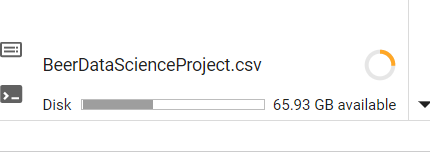 BeerDataScienceProject.csv
Disk 65.93 GB available